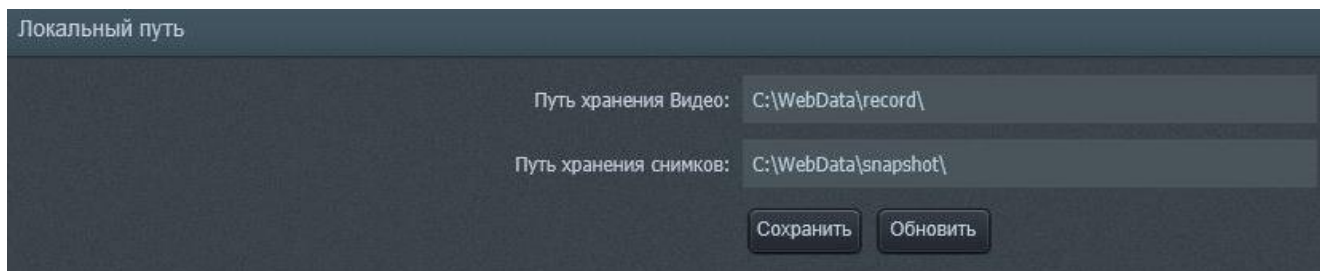 Локальный путь
Путь хранения Видео: C:\WebData\record\
Путь хранения снимков: C:\WebData\snapshot\
Сохранить Обновить